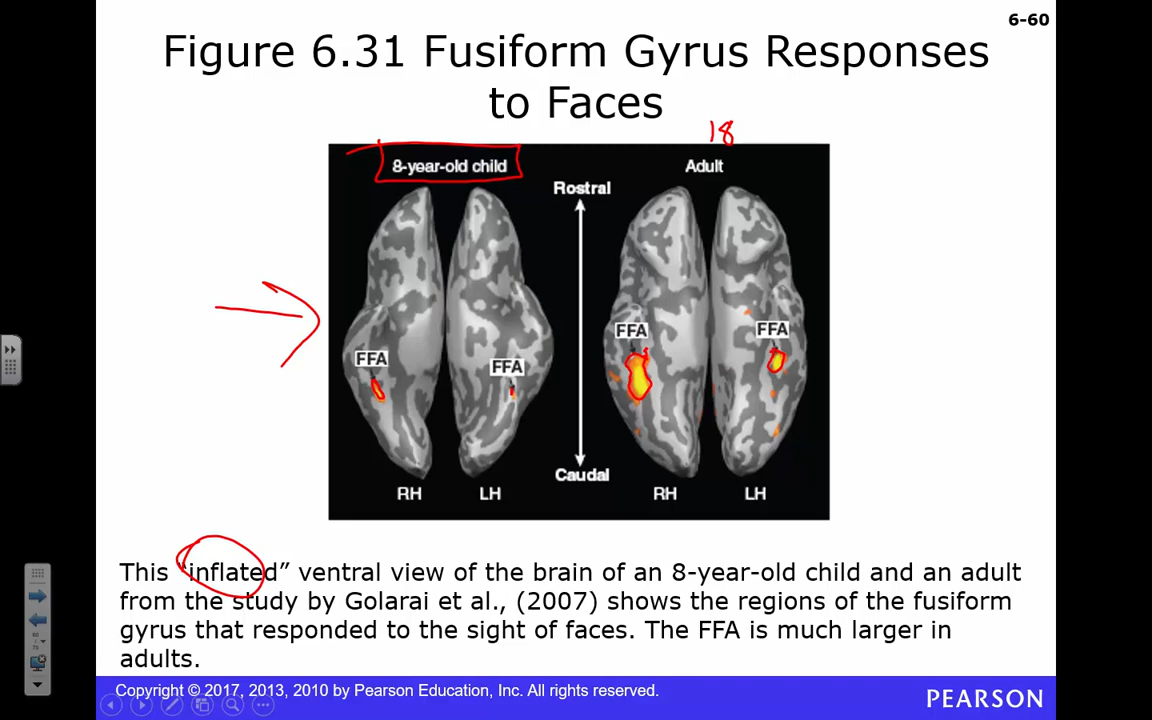 6-60
Figure 6.31 Fusiform Gyrus Responses
to Faces
18
8-year-old child
Adult
Rostral
FFA
FFA
FFA
FFA
Caudal
RH
LH
RH
LH
This “inflated” ventral view of the brain of an 8-year-old child and an adult
from the study by Golarai et al., (2007) shows the regions of the fusiform
gyrus that responded to the sight of faces. The FFA is much larger in
adults.
Copyright © 2017, 2013, 2010 by Pearson Education, Inc. All rights reserved.
PEARSON